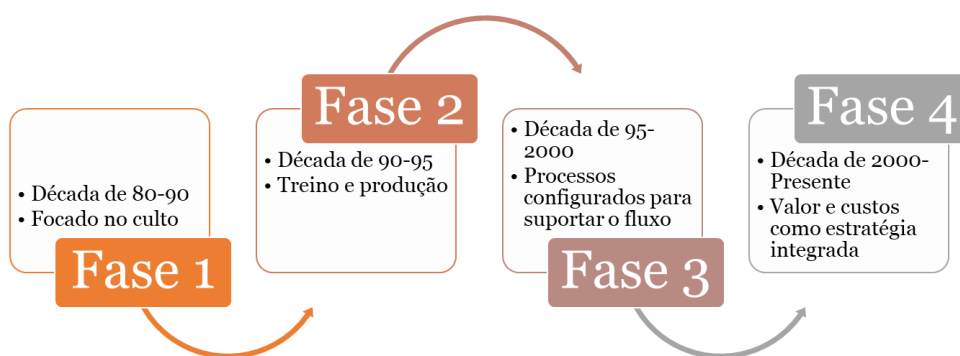 • Década de 80-90
• Focado no culto
Fase 1
Fase 2
• Década de 90-95
• Treino e produção
• Década de 95-
2000
• Processos
configurados para
suportar o fluxo
Fase 3
Fase 4
• Década de 2000-
Presente
• Valor e custos
como estratégia
integrada